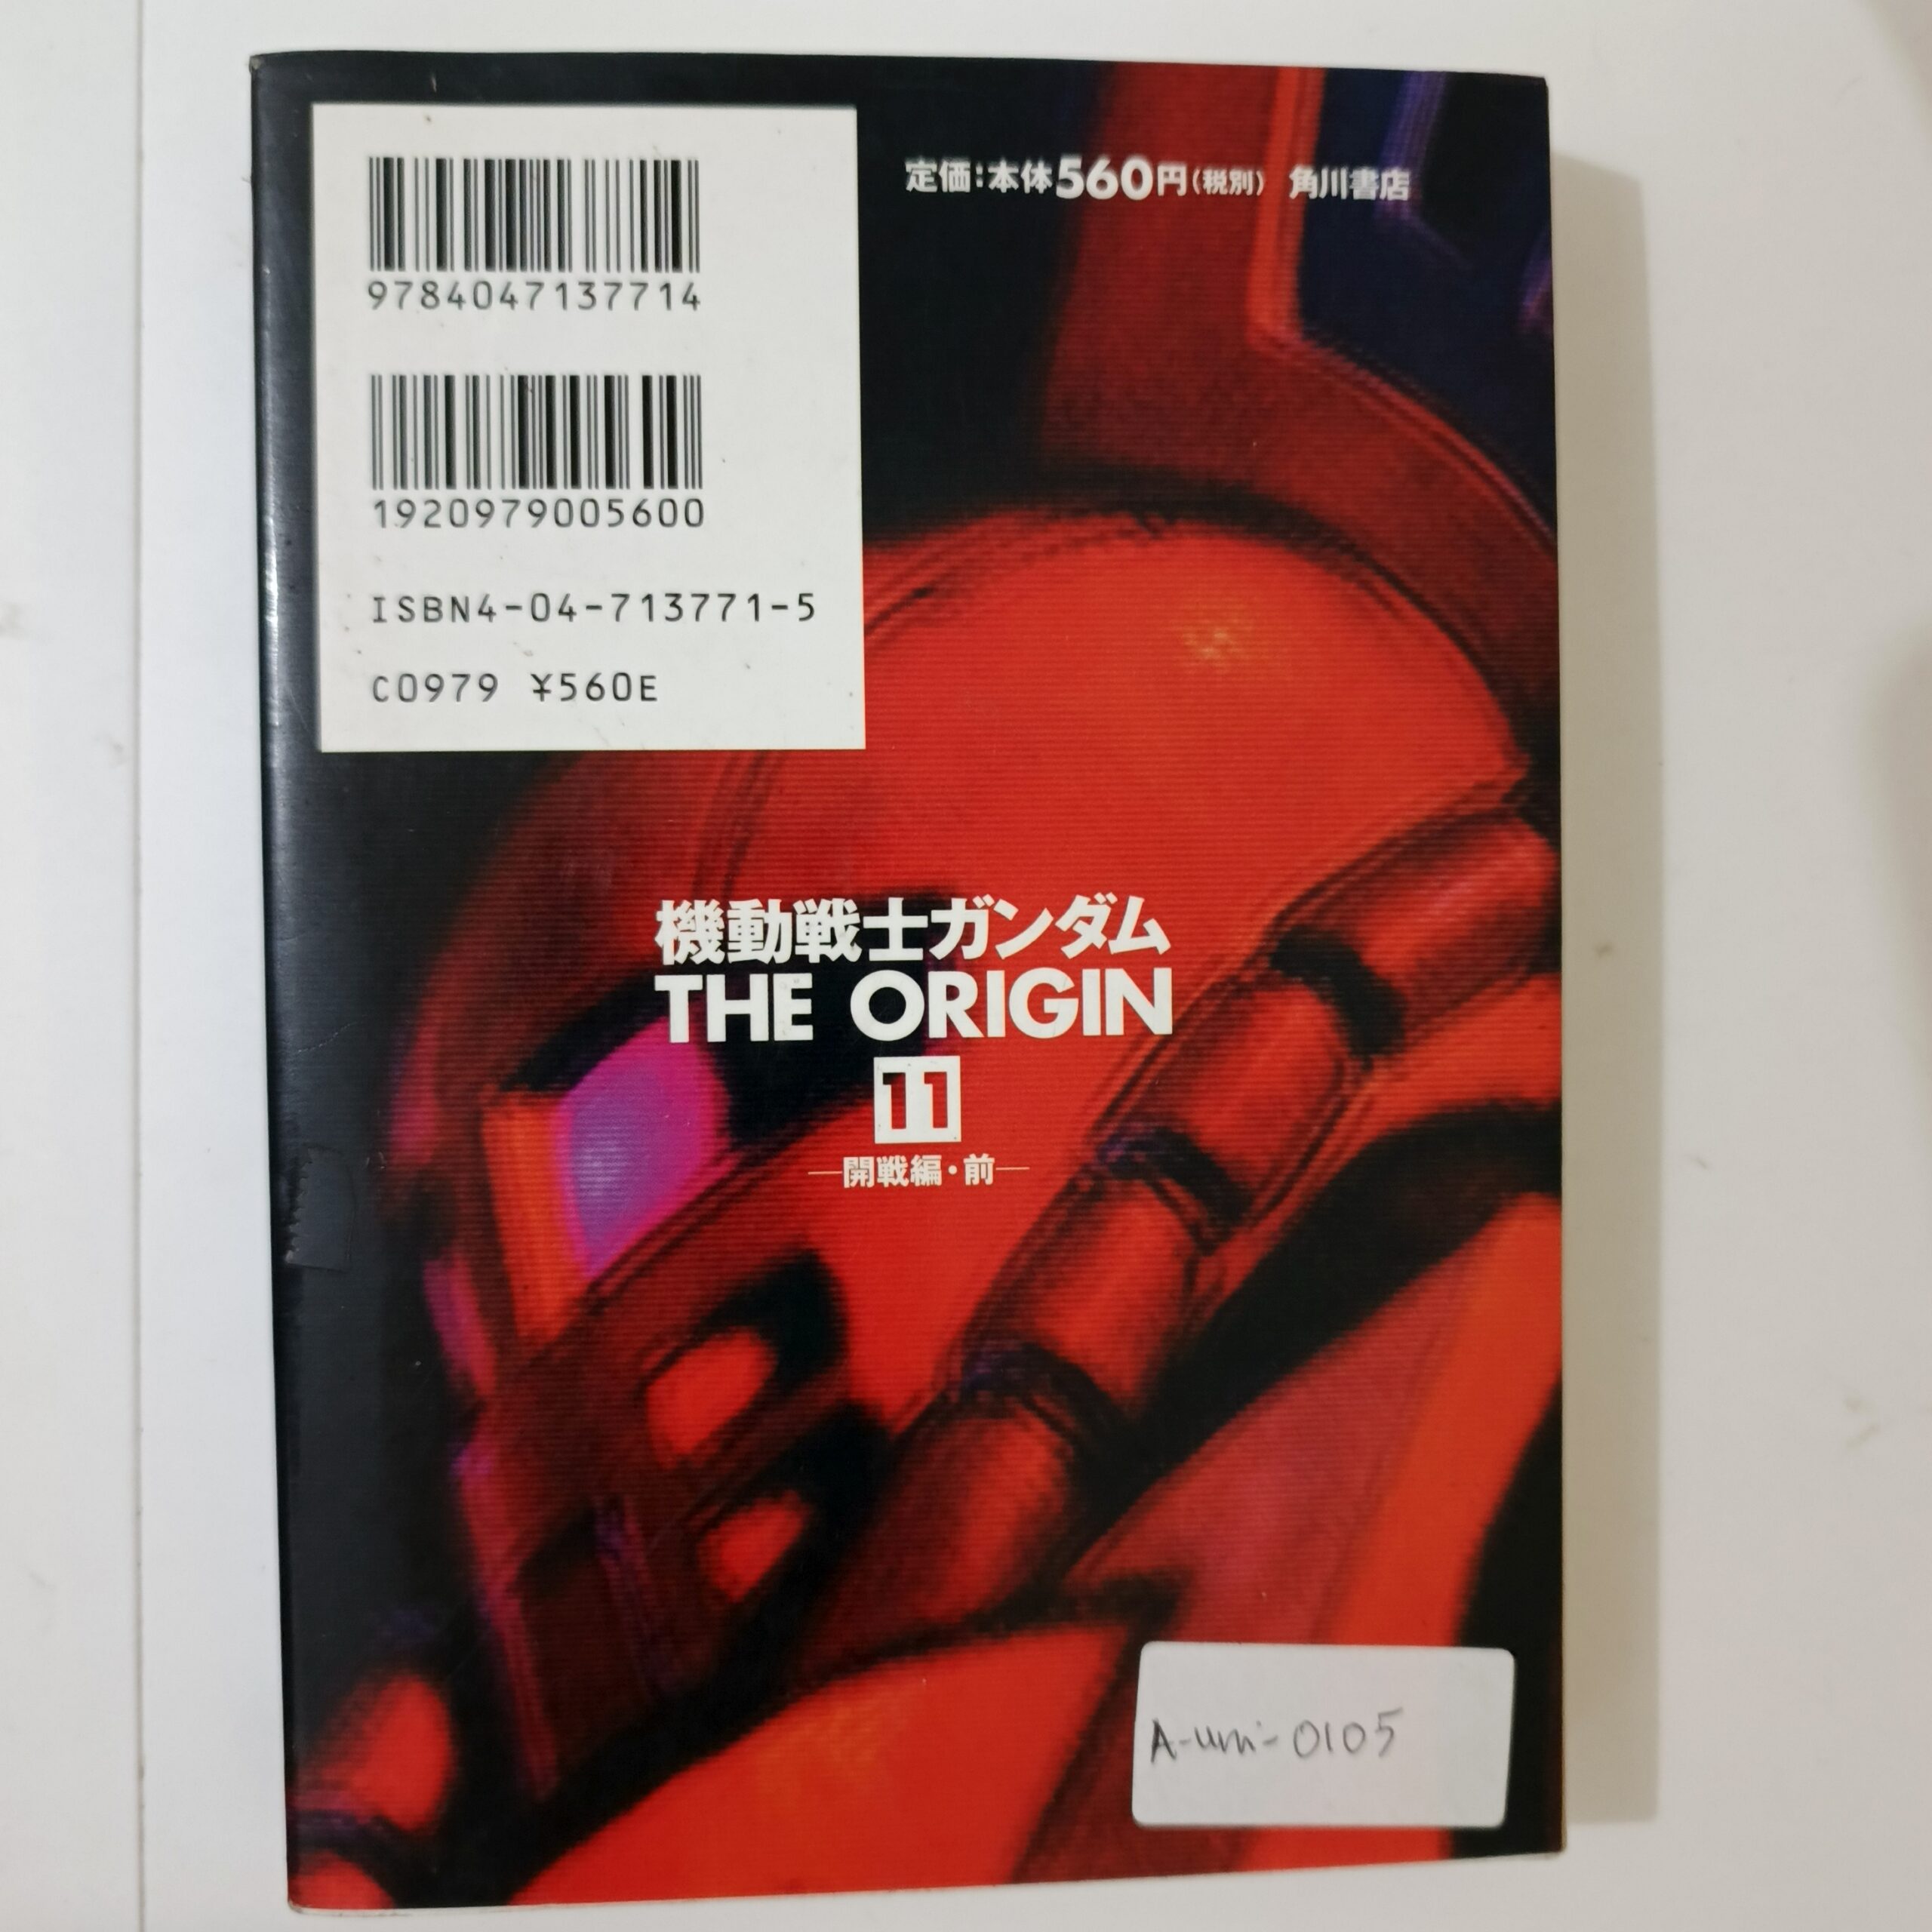 9784047137714
定価:本体560円(税別) 角川書店
1920979005600
ISBN4-04-713771-5
C0979 ¥560E
機動戦士ガンダム
THE ORIGIN
11
開戦編・前
A-uni-0105